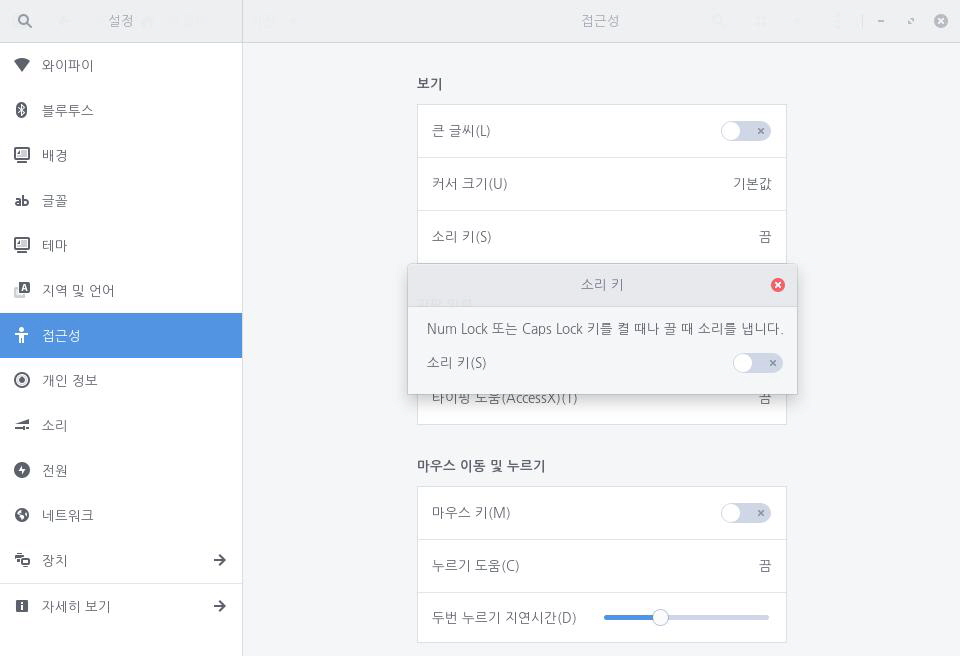 설정
접근성
와이파이
블루투스
배경
글꼴
테마
지역 및 언어
접근성
개인 정보
소리
전원
네트워크
장치
자세히 보기
보기
큰 글씨(L)
커서 크기(U) 기본값
소리 키(S) 끔
소리 키
Num Lock 또는 Caps Lock 키를 켤 때나 끌 때 소리를 냅니다.
소리 키(S)
타이핑 도움(AccessX)(T) 끔
마우스 이동 및 누르기
마우스 키(M)
누르기 도움(C) 끔
두번 누르기 지연시간(D)